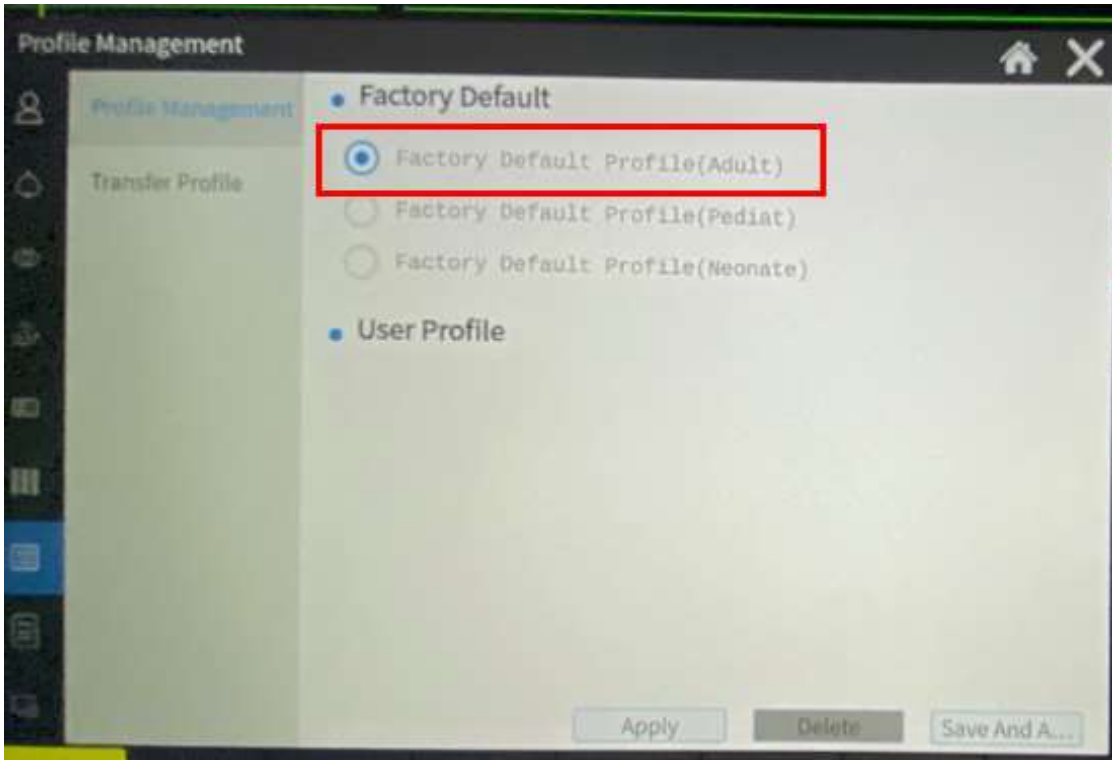 Profile Management
Profile Management
Transfer Profile
Factory Default
Factory Default Profile(Adult)
Factory Default Profile(Pediat)
Factory Default Profile(Neonate)
User Profile
Apply
Delete
Save And A...